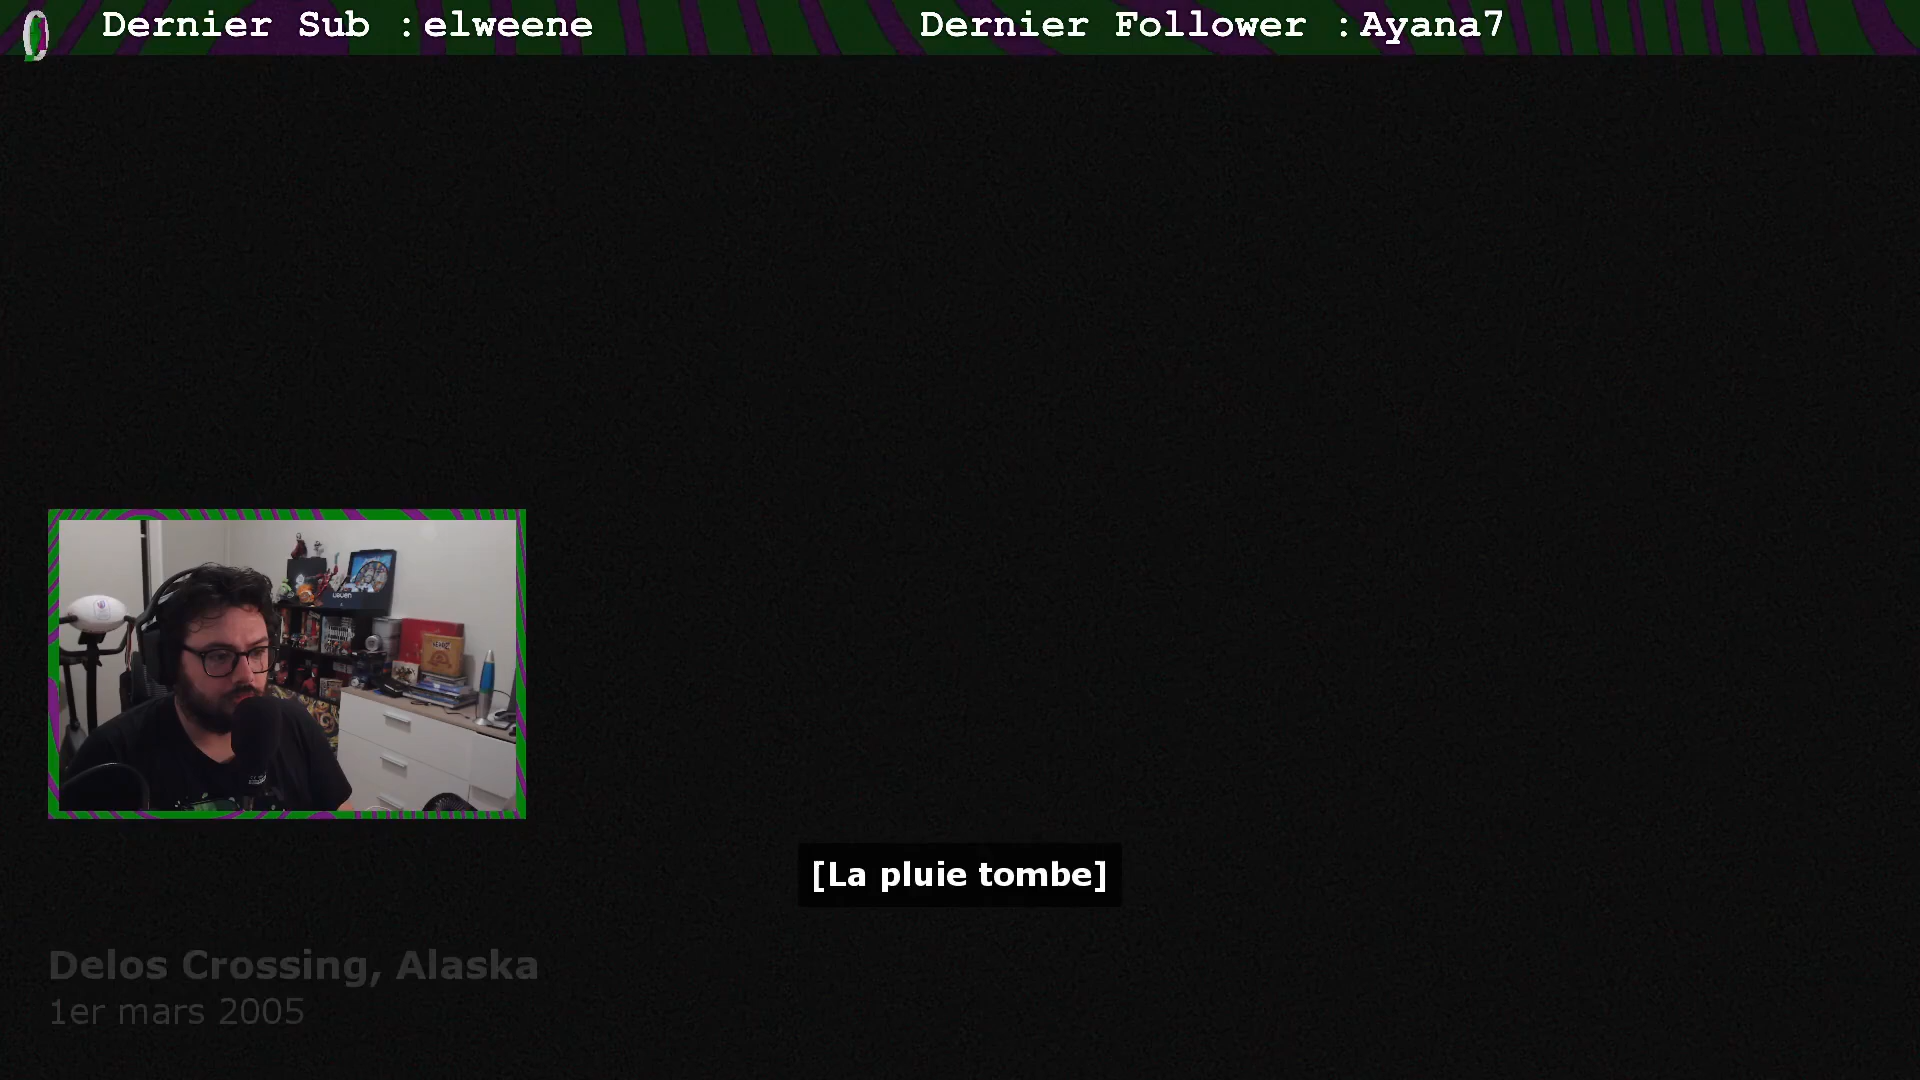 Dernier Sub : elweene
Dernier Follower : Ayana7
[La pluie tombe]
Delos Crossing, Alaska
1er mars 2005